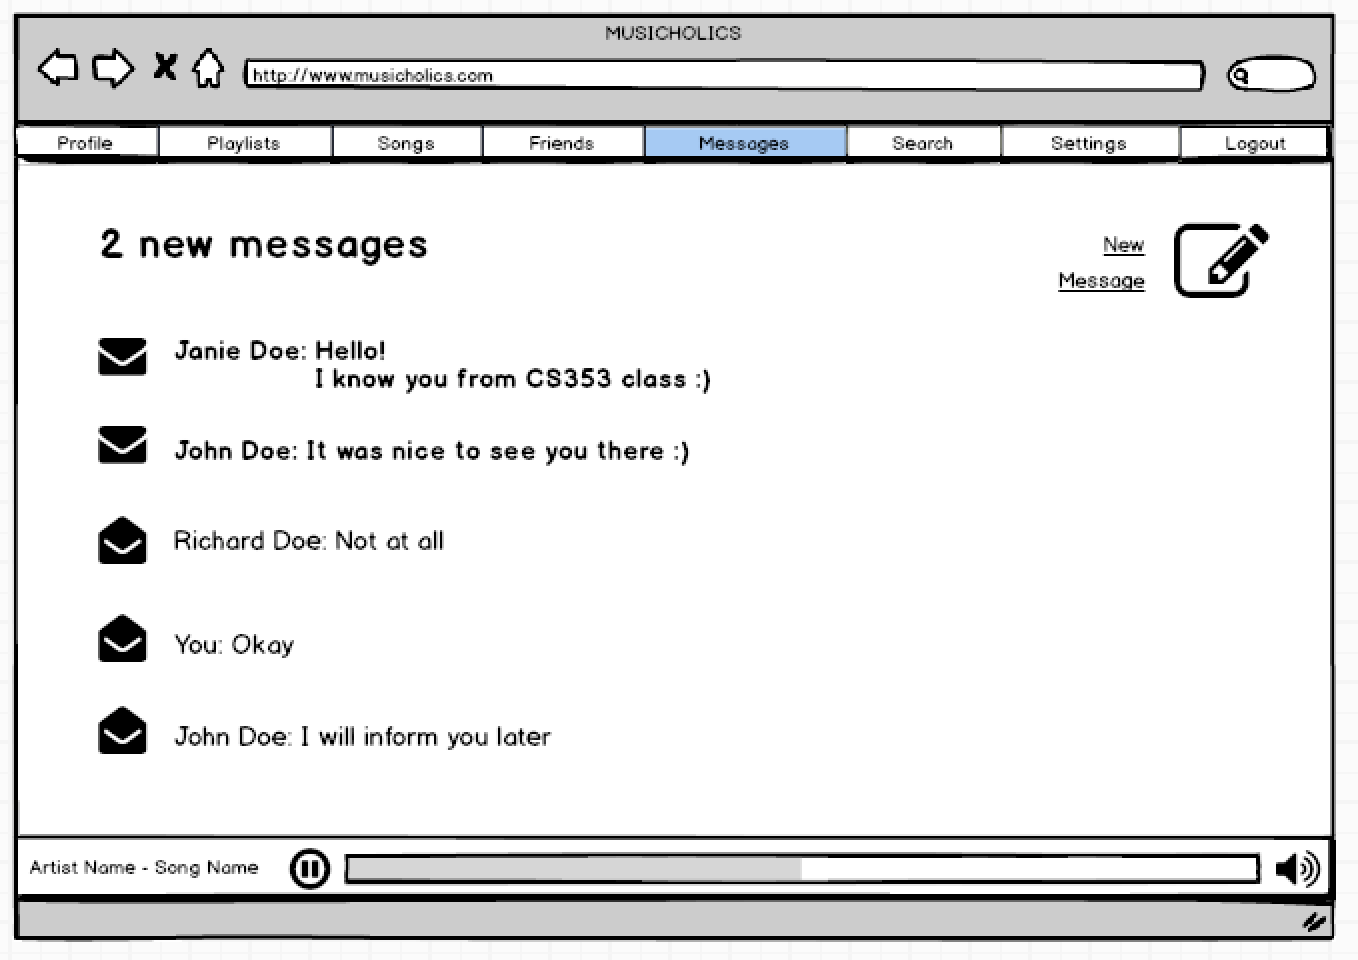 MUSICHOLICS
http://www.musicholics.com
Profile Playlists Songs Friends Messages Search Settings Logout
2 new messages
New
Message
Janie Doe: Hello!
I know you from CS353 class :)
John Doe: It was nice to see you there :)
Richard Doe: Not at all
You: Okay
John Doe: I will inform you later
Artist Name - Song Name